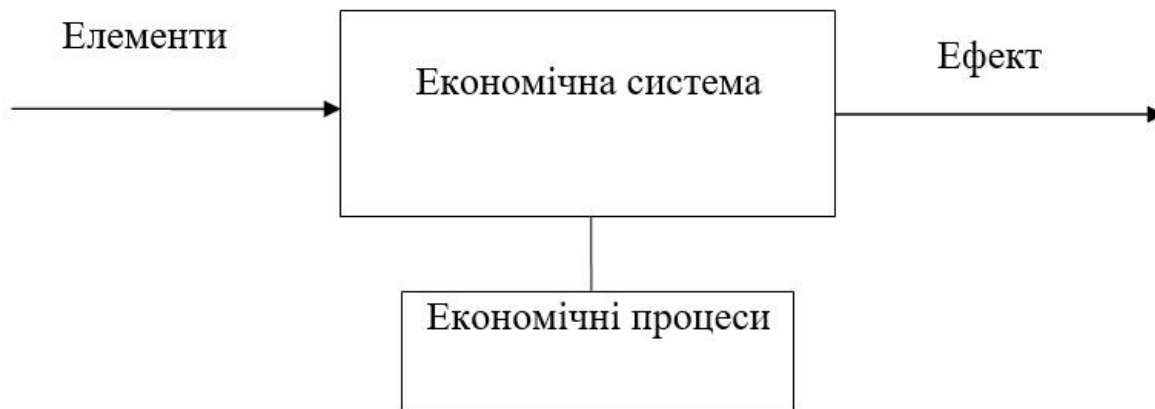 Елементи
Економічна система
Ефект
Економічні процеси